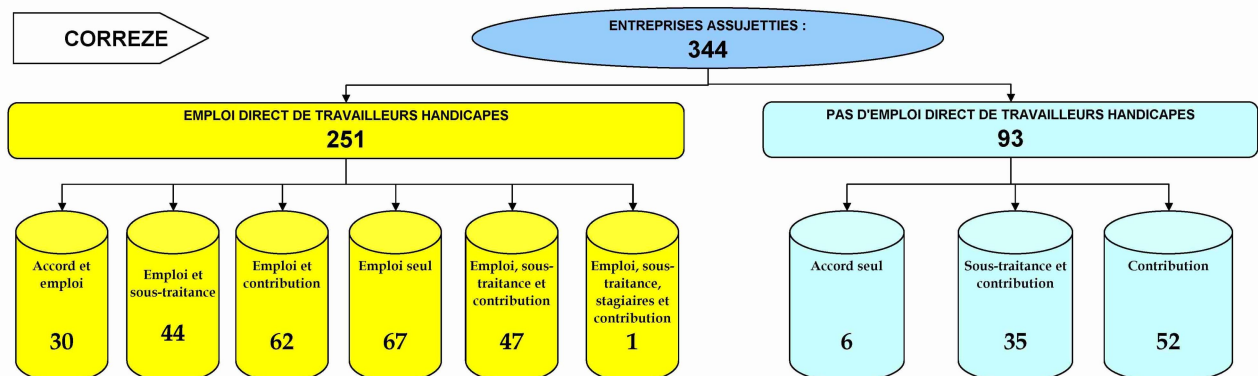 CORREZE
ENTREPRISES ASSUJETTIES :
344
EMPLOI DIRECT DE TRAVAILLEURS HANDICAPES
251
PAS D'EMPLOI DIRECT DE TRAVAILLEURS HANDICAPES
93
Accord et
emploi
30
Emploi et
sous-traitance
44
Emploi et
contribution
62
Emploi seul
67
Emploi, sous-
traitance et
contribution
47
Emploi, sous-
traitance,
stagiaires et
contribution
1
Accord seul
6
Sous-traitance et
contribution
35
Contribution
52